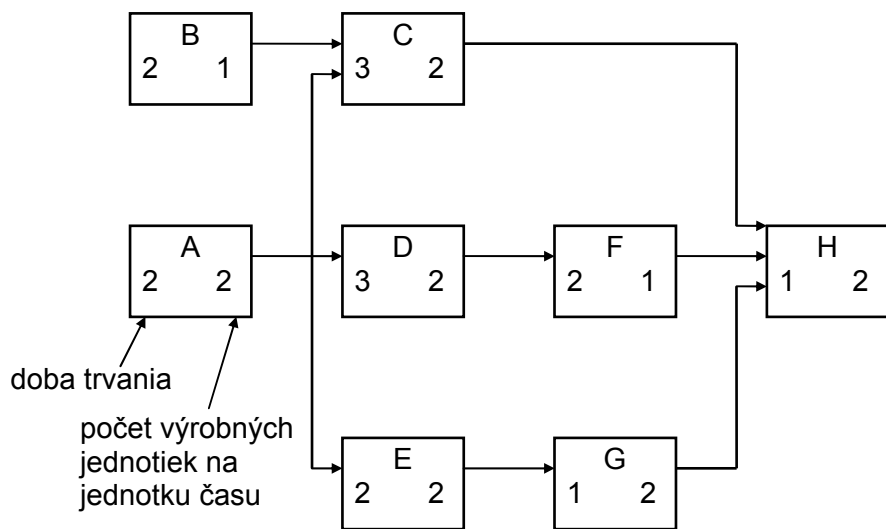 B
2 1
C
3 2
A
2 2
D
3 2
F
2 1
H
1 2
doba trvania
počet výrobných
jednotiek na
jednotku času
E
2 2
G
1 2